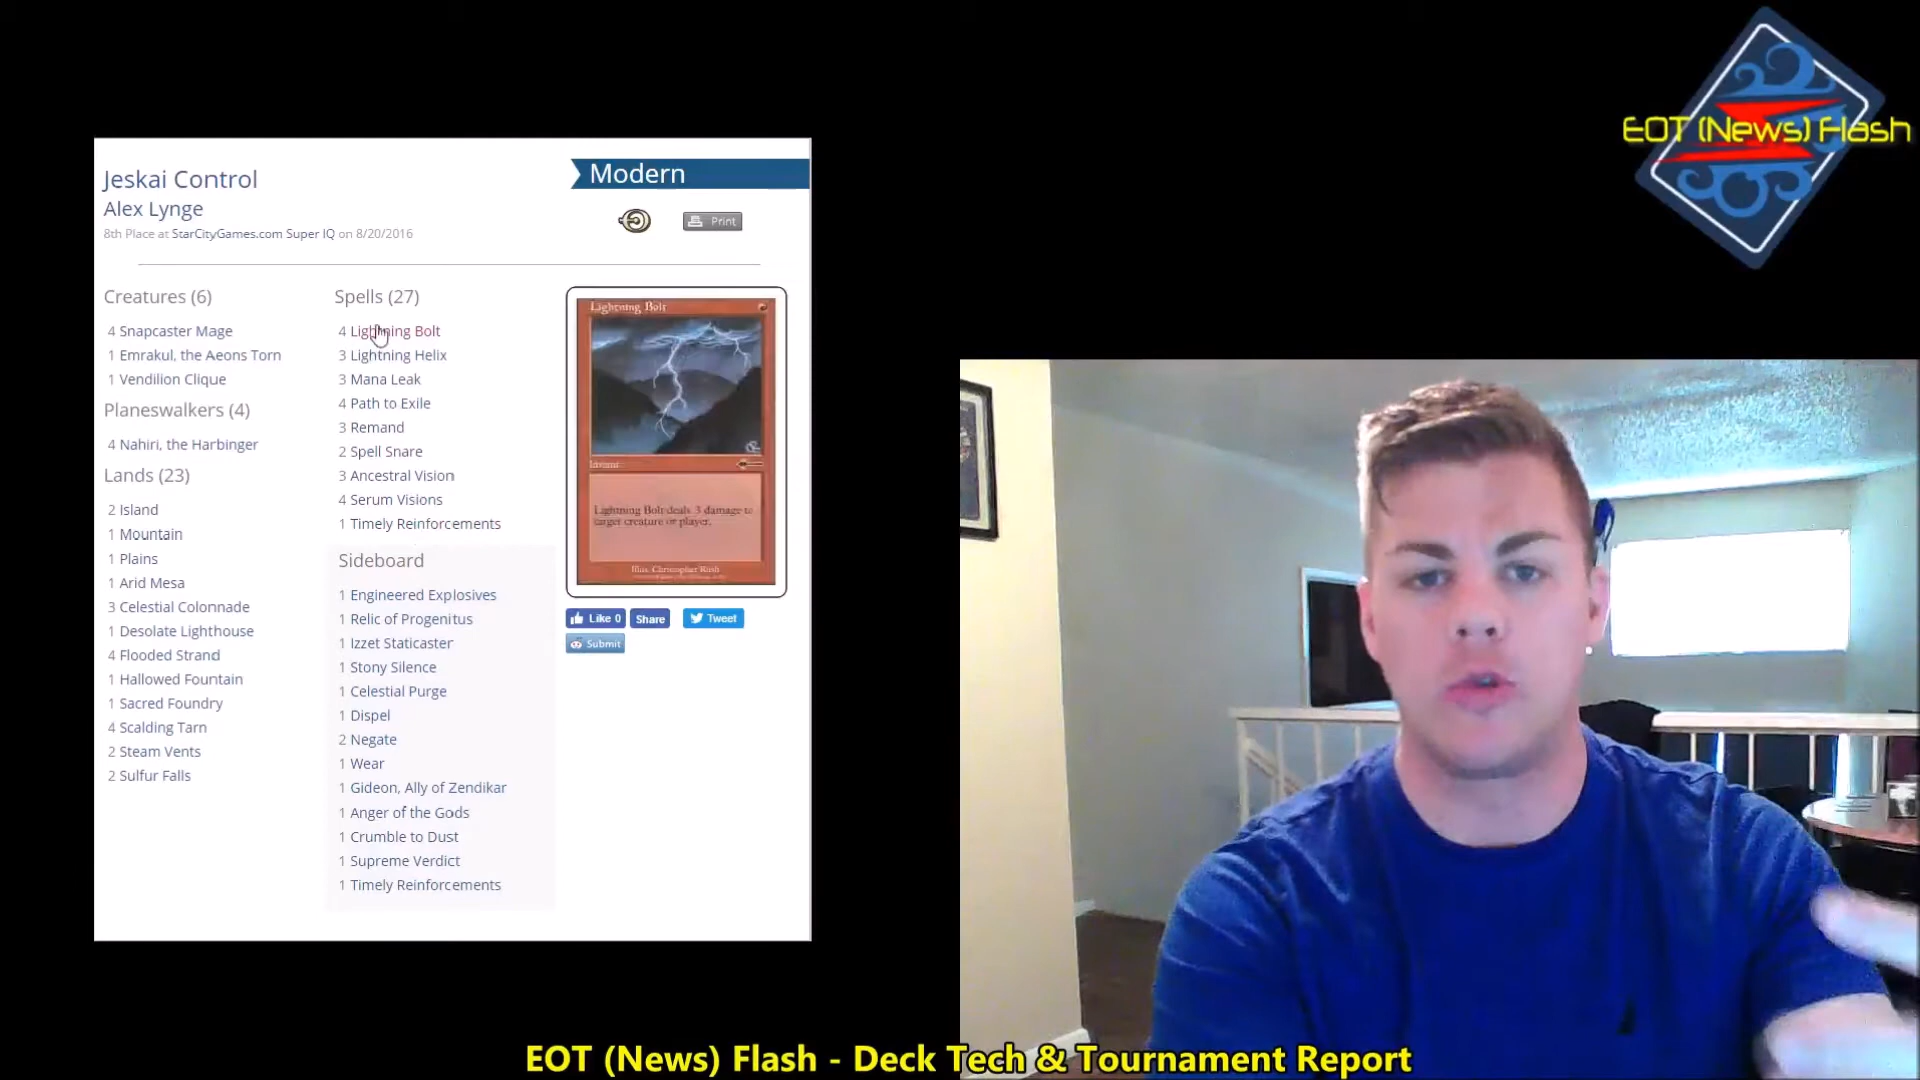 EOT (News) Flash
Jeskai Control
Alex Lynge
8th Place at StarCityGames.com Super IQ on 8/20/2016
Modern
Print
Creatures (6)
4 Snapcaster Mage
1 Emrakul, the Aeons Torn
1 Vendilion Clique
Planeswalkers (4)
4 Nahiri, the Harbinger
Lands (23)
2 Island
1 Mountain
1 Plains
1 Arid Mesa
3 Celestial Colonnade
1 Desolate Lighthouse
4 Flooded Strand
1 Hallowed Fountain
1 Sacred Foundry
4 Scalding Tarn
2 Steam Vents
2 Sulfur Falls
Spells (27)
4 Lightning Bolt
3 Lightning Helix
3 Mana Leak
4 Path to Exile
3 Remand
2 Spell Snare
3 Ancestral Vision
4 Serum Visions
1 Timely Reinforcements
Sideboard
1 Engineered Explosives
1 Relic of Progenitus
1 Izzet Staticaster
1 Stony Silence
1 Celestial Purge
1 Dispel
2 Negate
1 Wear
1 Gideon, Ally of Zendikar
1 Anger of the Gods
1 Crumble to Dust
1 Supreme Verdict
1 Timely Reinforcements
Lightning Bolt
Instant
Lightning Bolt deals 3 damage to
target creature or player.
Illus. Christopher Rush
Like 0
Share
Tweet
Submit
EOT (News) Flash - Deck Tech & Tournament Report